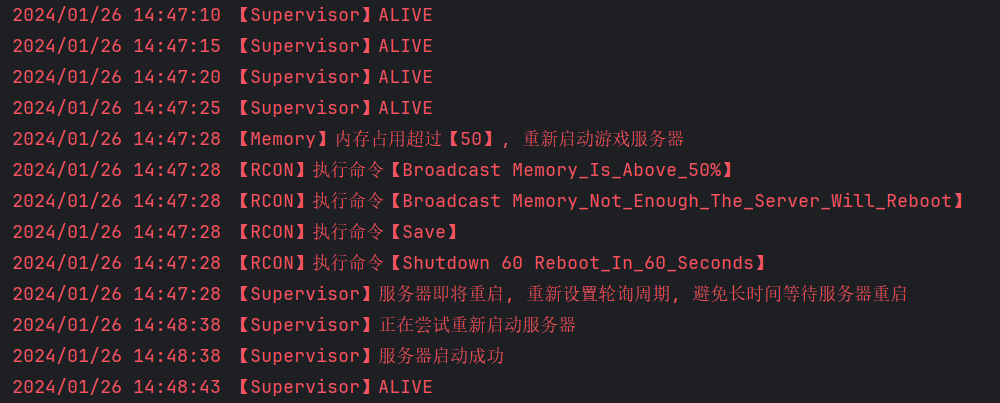 2024/01/26 14:47:10 【Supervisor】ALIVE
2024/01/26 14:47:15 【Supervisor】ALIVE
2024/01/26 14:47:20 【Supervisor】ALIVE
2024/01/26 14:47:25 【Supervisor】ALIVE
2024/01/26 14:47:28 【Memory】内存占用超过【50】, 重新启动游戏服务器
2024/01/26 14:47:28 【RCON】执行命令【Broadcast Memory_Is_Above_50%】
2024/01/26 14:47:28 【RCON】执行命令【Broadcast Memory_Not_Enough_The_Server_Will_Reboot】
2024/01/26 14:47:28 【RCON】执行命令【Save】
2024/01/26 14:47:28 【RCON】执行命令【Shutdown 60 Reboot_In_60_Seconds】
2024/01/26 14:47:28 【Supervisor】服务器即将重启, 重新设置轮询周期, 避免长时间等待服务器重启
2024/01/26 14:48:38 【Supervisor】正在尝试重新启动服务器
2024/01/26 14:48:38 【Supervisor】服务器启动成功
2024/01/26 14:48:43 【Supervisor】ALIVE